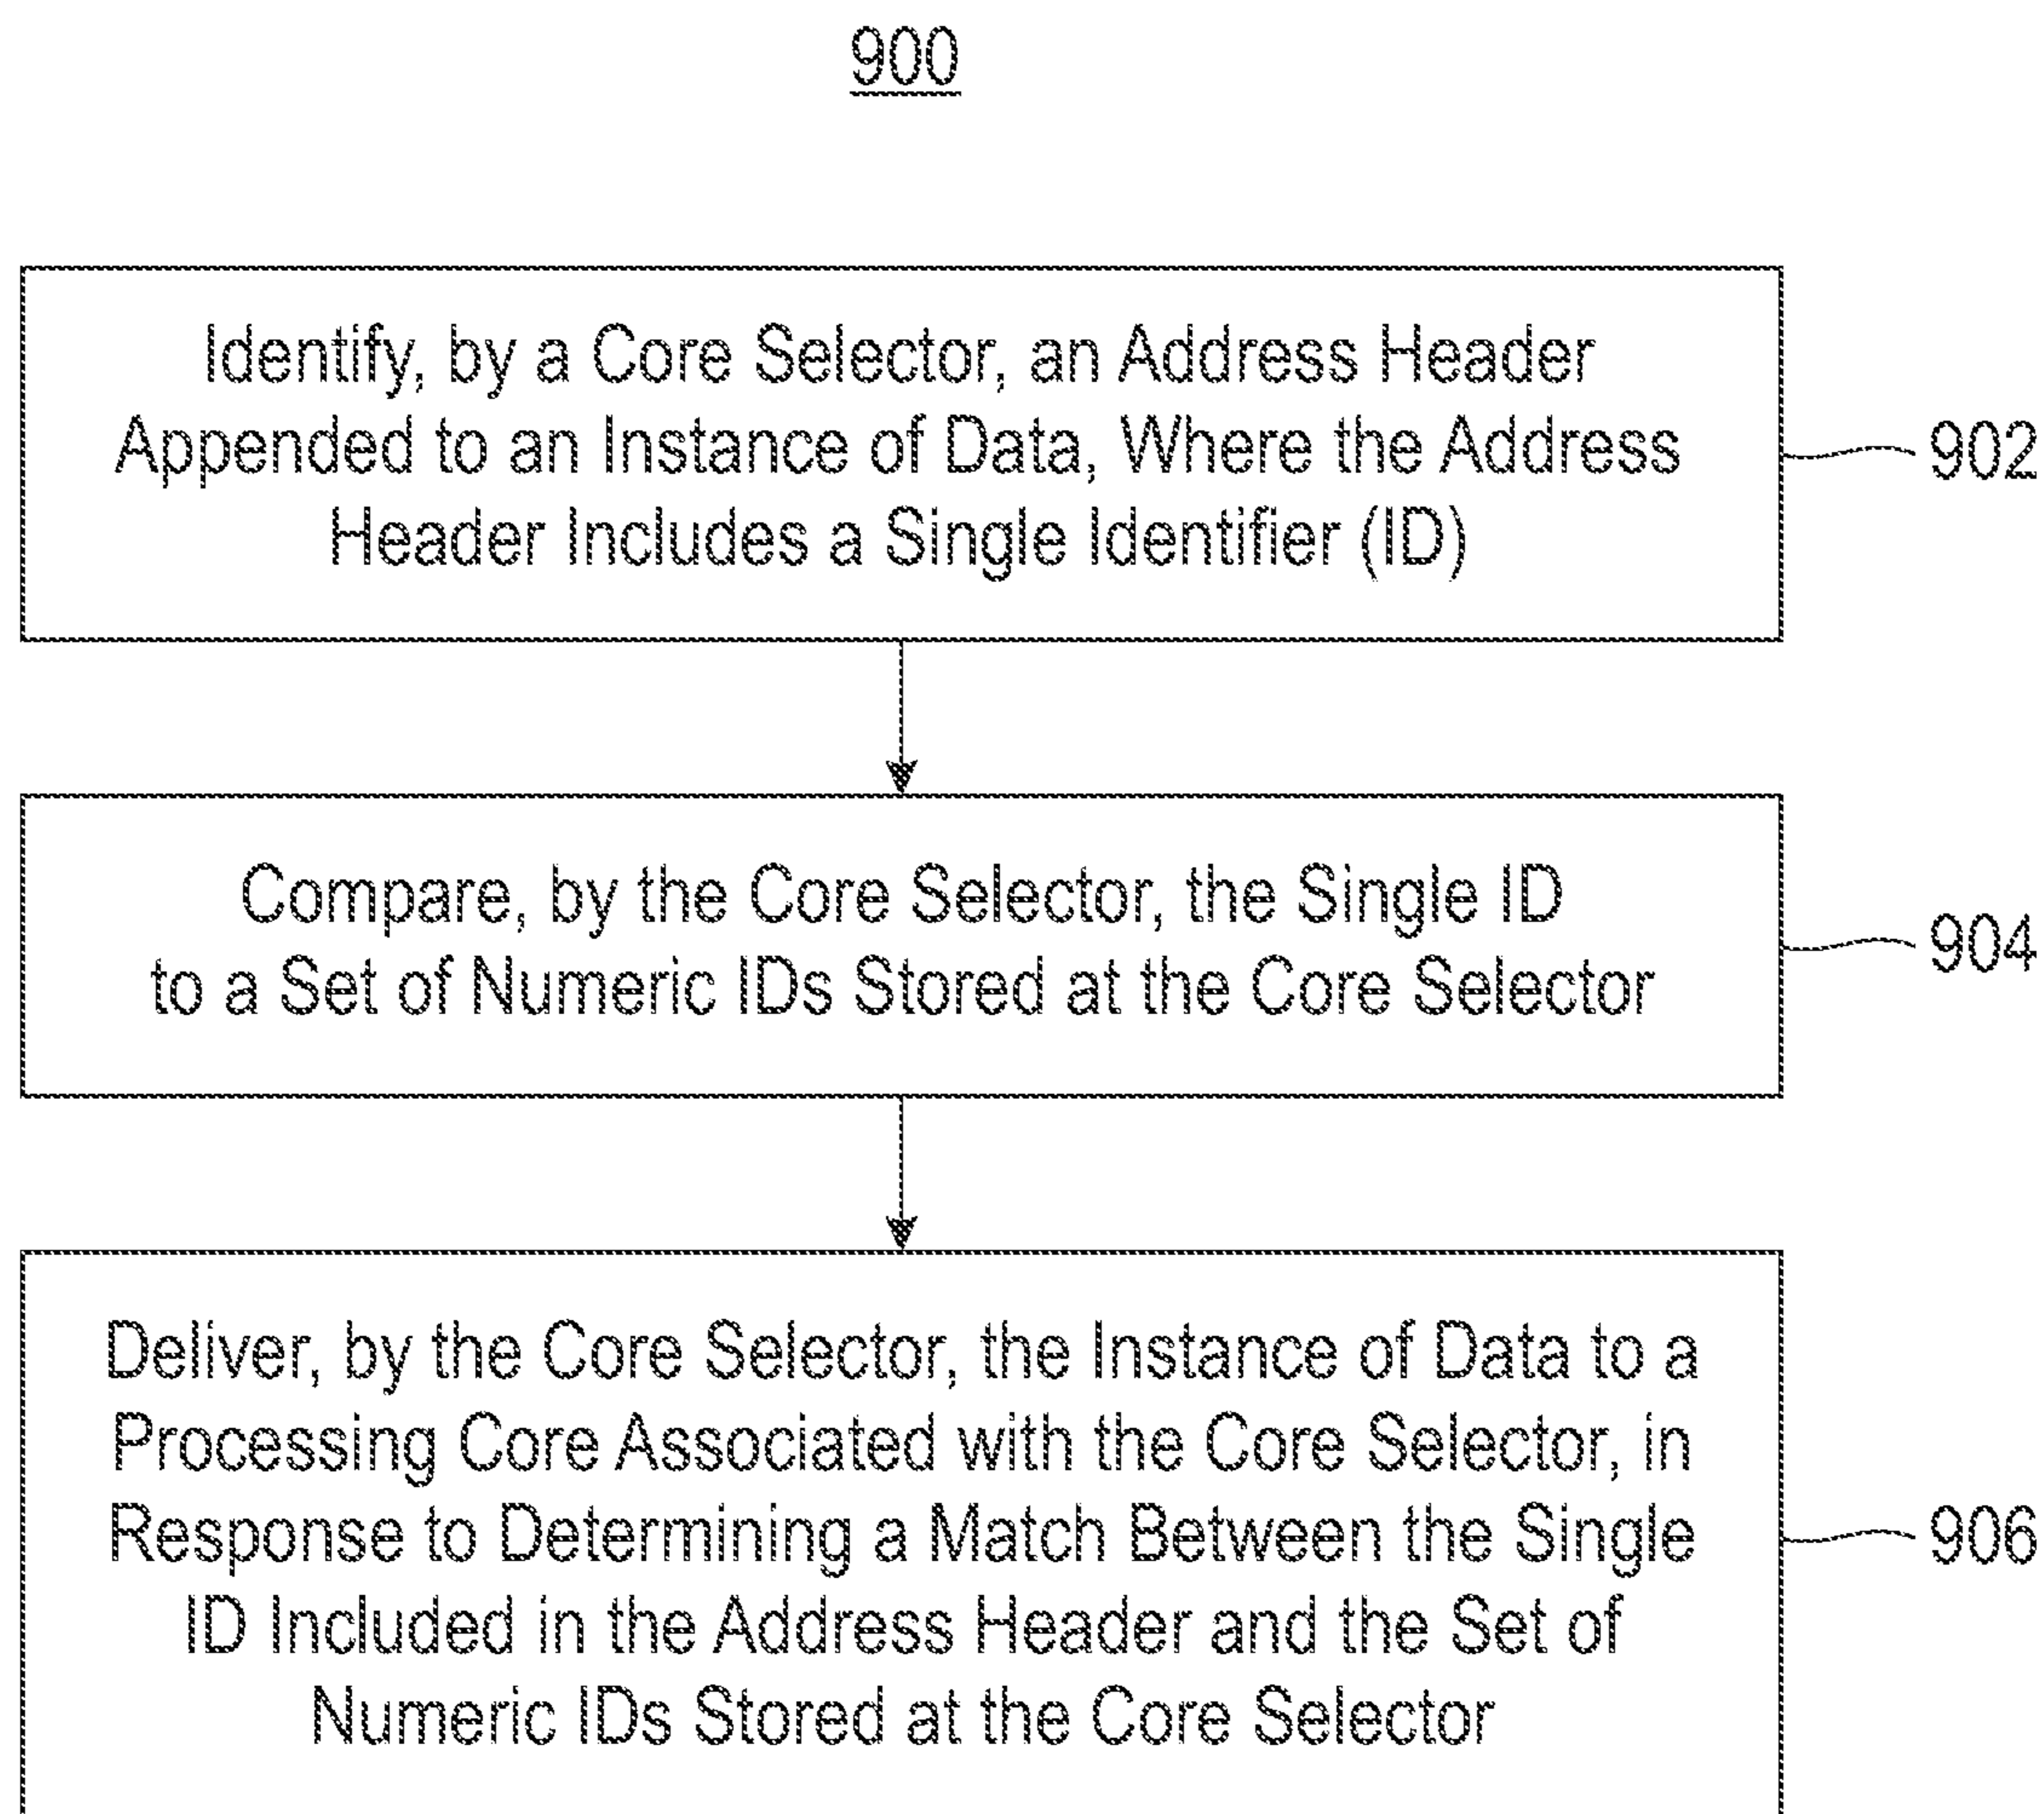 900
Identify, by a Core Selector, an Address Header
Appended to an Instance of Data, Where the Address
Header Includes a Single Identifier (ID)
902
Compare, by the Core Selector, the Single ID
to a Set of Numeric IDs Stored at the Core Selector
904
Deliver, by the Core Selector, the Instance of Data to a
Processing Core Associated with the Core Selector, in
Response to Determining a Match Between the Single
ID Included in the Address Header and the Set of
Numeric IDs Stored at the Core Selector
906